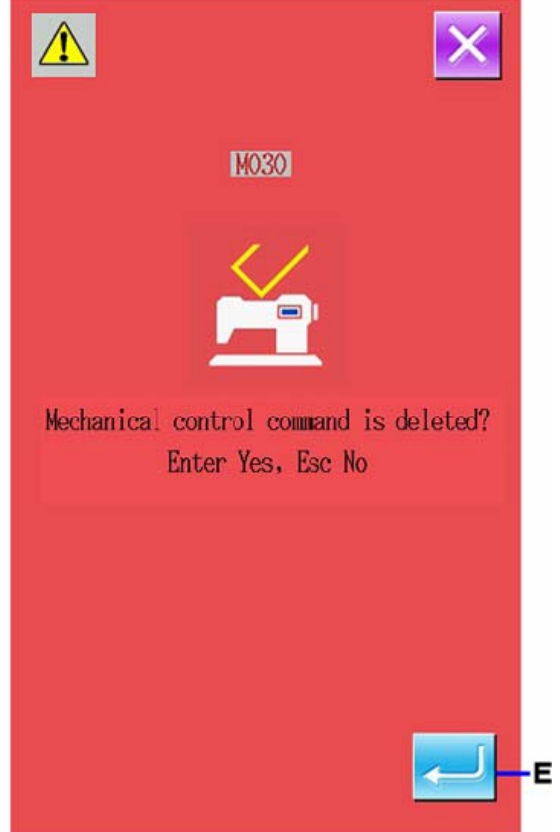 M030
Mechanical control command is deleted?
Enter Yes, Esc No
E